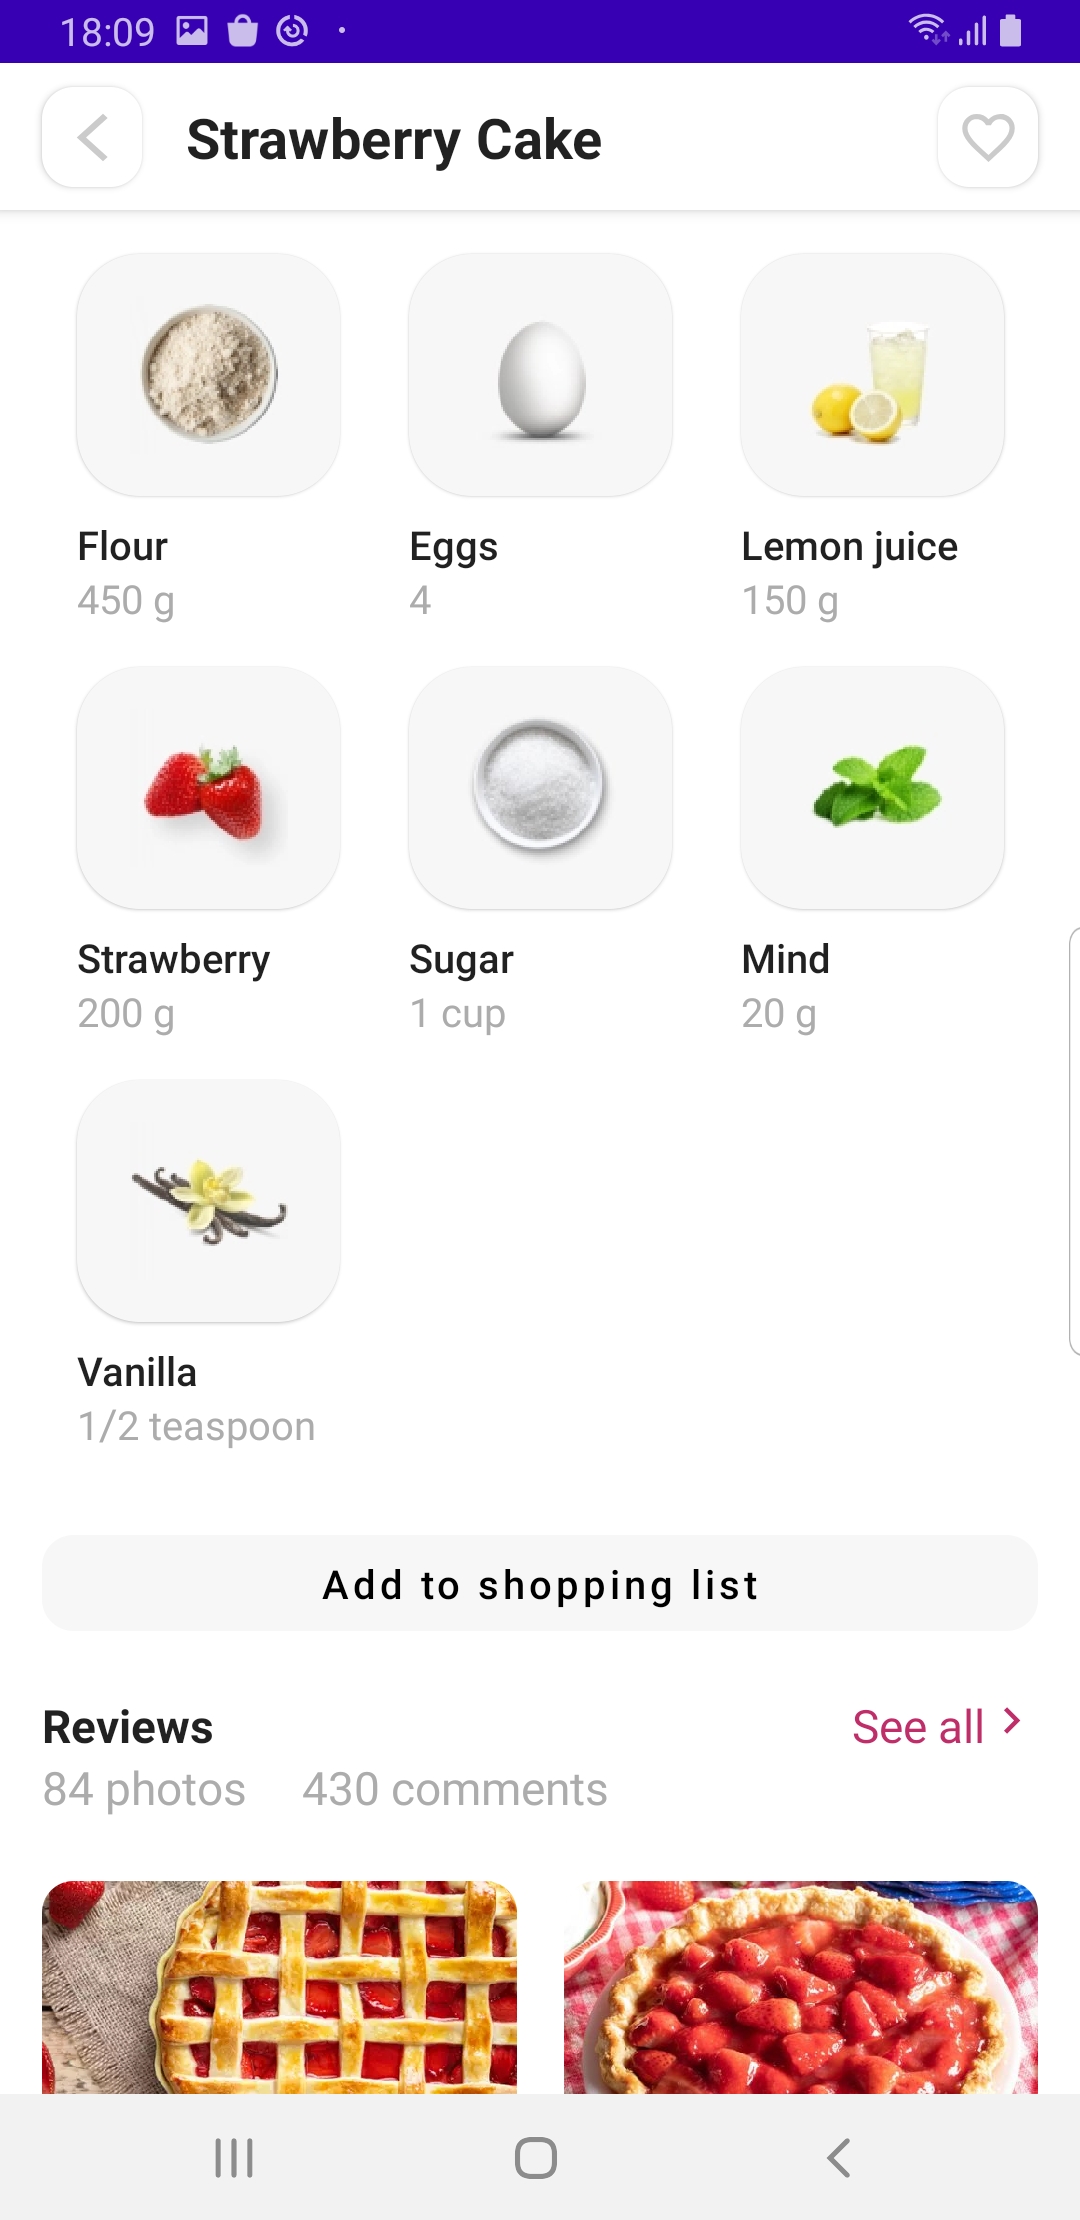 18:09
Strawberry Cake
Flour
450 g
Eggs
4
Lemon juice
150 g
Strawberry
200 g
Sugar
1 cup
Mind
20 g
Vanilla
1/2 teaspoon
Add to shopping list
Reviews
See all
84 photos
430 comments